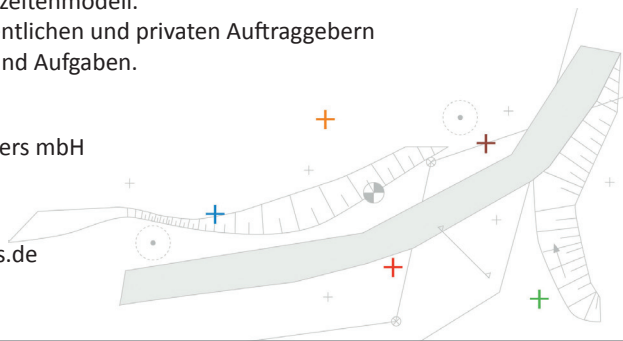 zeitenmodell.
ntlichen und privaten Auftraggebern
nd Aufgaben.
ers mbH
s.de